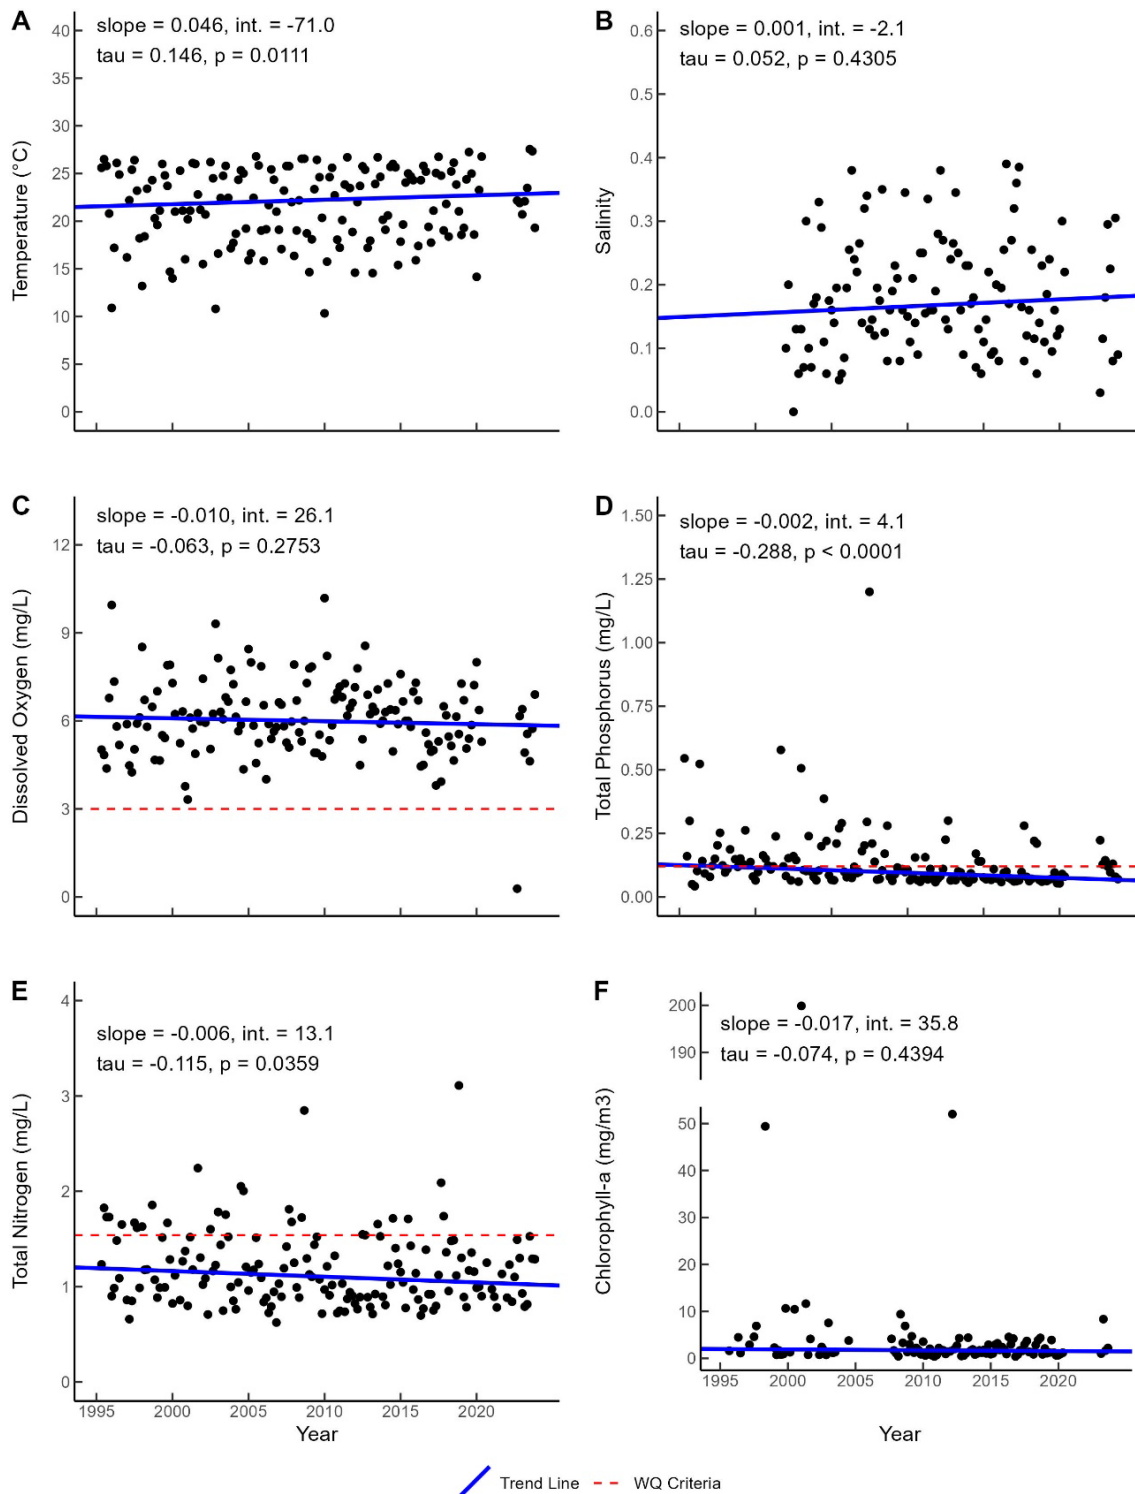 A
slope = 0.046, int. = -71.0
tau = 0.146, p = 0.0111
40
35
30
25
20
15
10
5
0
Temperature (°C)
B
slope = 0.001, int. = -2.1
tau = 0.052, p = 0.4305
0.6
0.5
0.4
0.3
0.2
0.1
0.0
Salinity
C
slope = -0.010, int. = 26.1
tau = -0.063, p = 0.2753
12
9
6
3
0
Dissolved Oxygen (mg/L)
D
slope = -0.002, int. = 4.1
tau = -0.288, p < 0.0001
1.50
1.25
1.00
0.75
0.50
0.25
0.00
Total Phosphorus (mg/L)
E
slope = -0.006, int. = 13.1
tau = -0.115, p = 0.0359
4
3
2
1
0
Total Nitrogen (mg/L)
1995 2000 2005 2010 2015 2020
Year
F
slope = -0.017, int. = 35.8
tau = -0.074, p = 0.4394
200
190
50
40
30
20
10
0
Chlorophyll-a (mg/m3)
1995 2000 2005 2010 2015 2020
Year
Trend Line WQ Criteria